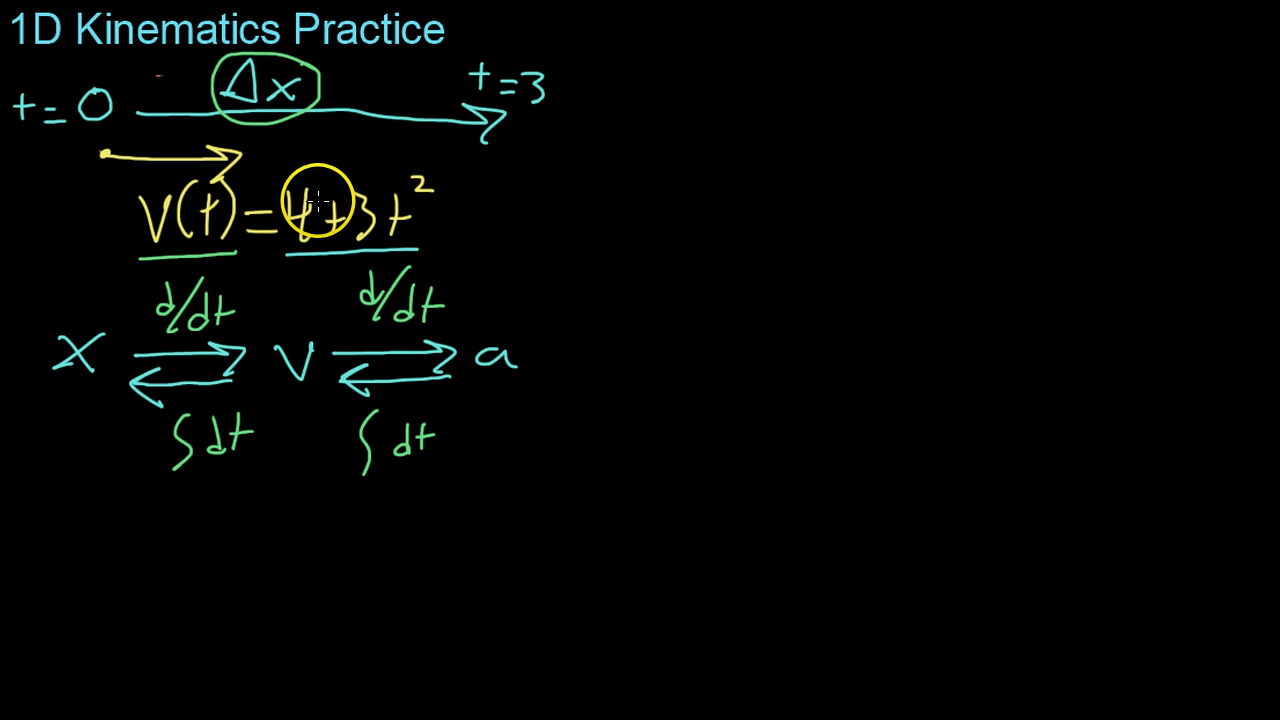 1D Kinematics Practice
t = 0 Δx t = 3
v(t) = 4 + 3t²
d/dt d/dt
x v a
∫ dt ∫ dt